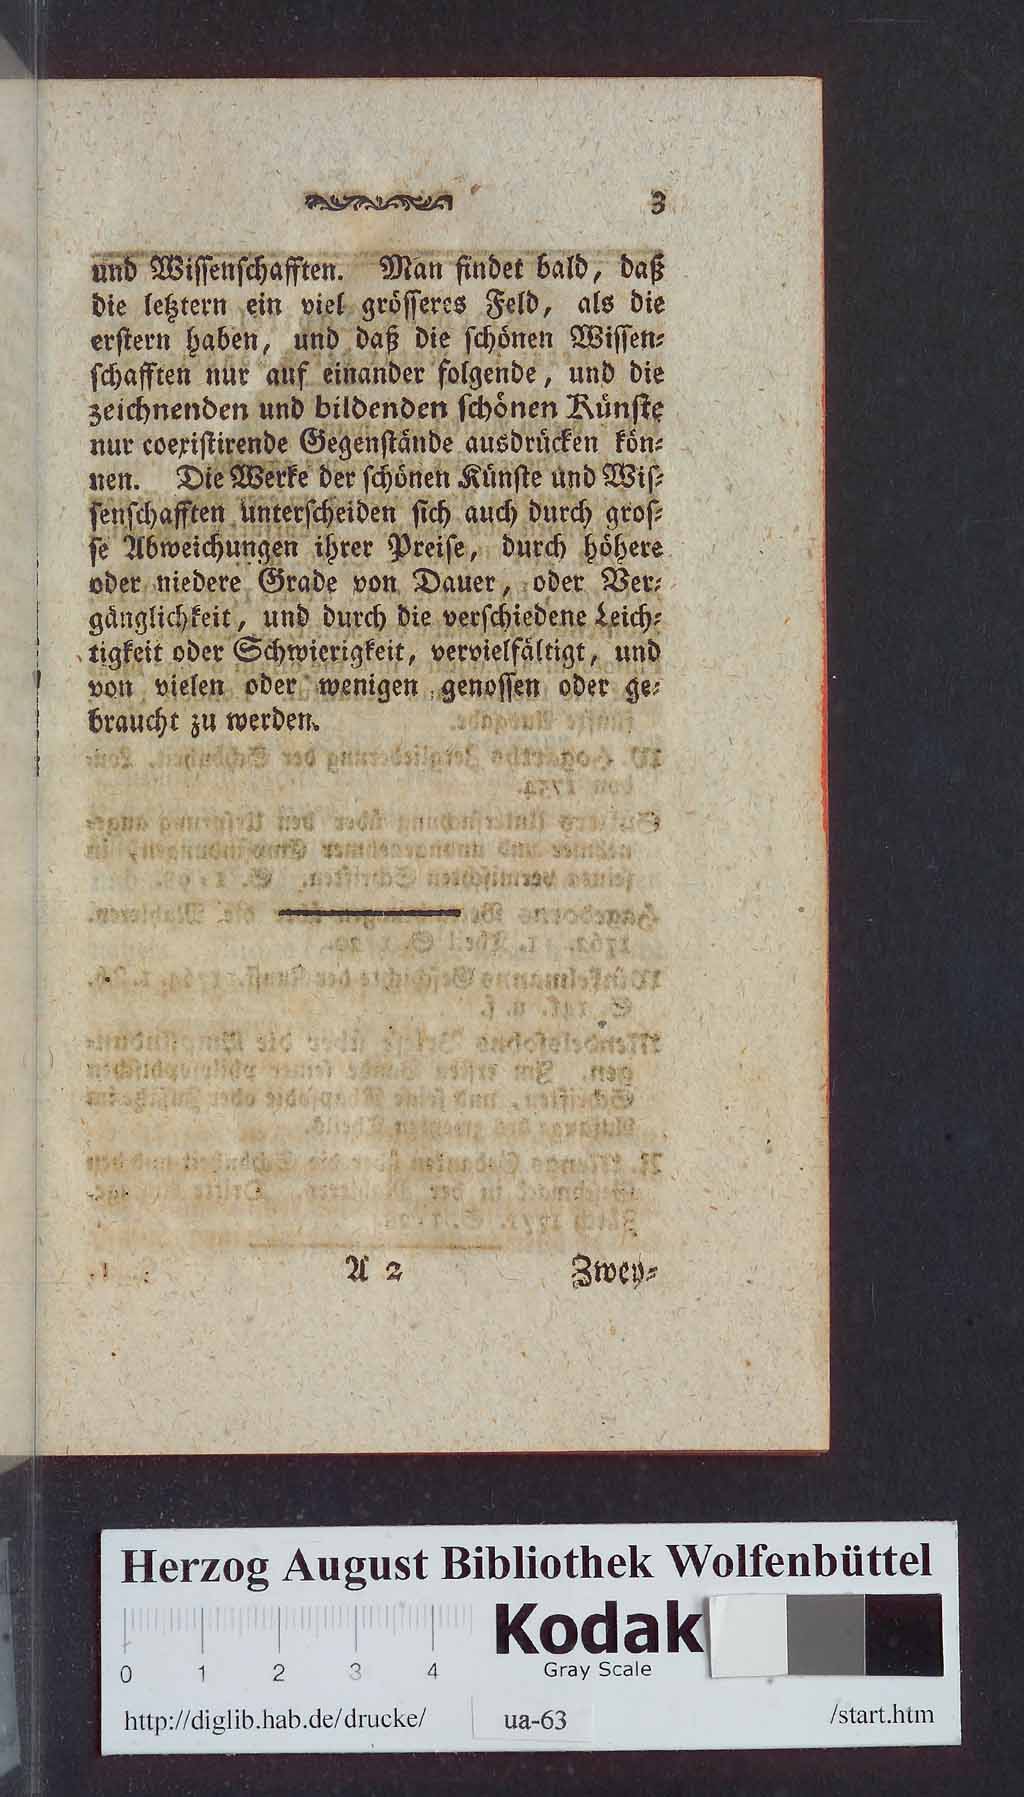 3
und Wissenschafften. Man findet bald, daß
die letztern ein viel grösseres Feld, als die
erstern haben, und daß die schönen Wissen-
schafften nur auf einander folgende, und die
zeichnenden und bildenden schönen Künste
nur coexistirende Gegenstände ausdrücken kön-
nen. Die Werke der schönen Künste und Wis-
senschafften unterscheiden sich auch durch gros-
se Abweichungen ihrer Preise, durch höhere
oder niedere Grade von Dauer, oder Ver-
gänglichkeit, und durch die verschiedene Leich-
tigkeit oder Schwierigkeit, vervielfältigt, und
von vielen oder wenigen genossen oder ge-
braucht zu werden.
A 2 Zwey-
Herzog August Bibliothek Wolfenbüttel
Kodak
Gray Scale
0 1 2 3 4
http://diglib.hab.de/drucke/ ua-63 /start.htm